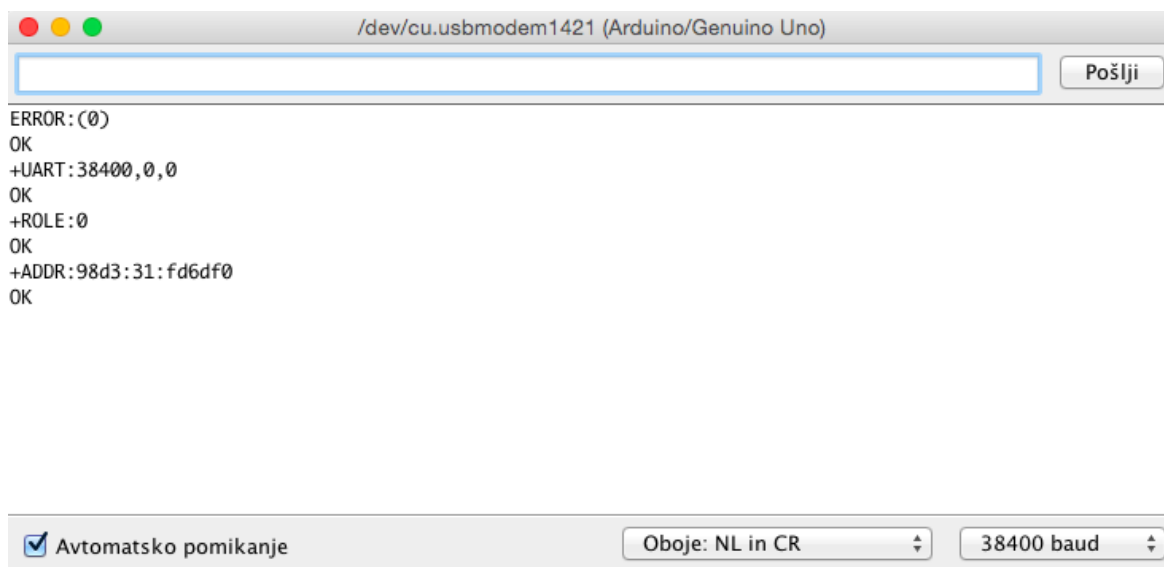 /dev/cu.usbmodem1421 (Arduino/Genuino Uno)
Pošlji
ERROR:(0)
OK
+UART:38400,0,0
OK
+ROLE:0
OK
+ADDR:98d3:31:fd6df0
OK
Avtomatsko pomikanje
Oboje: NL in CR
38400 baud